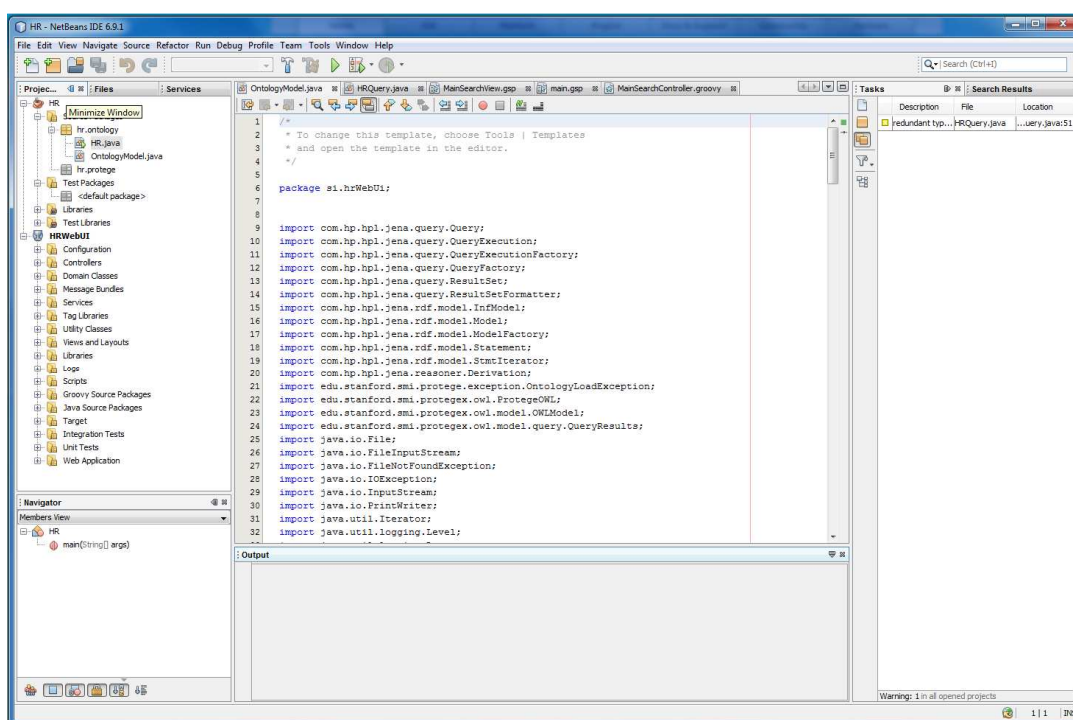 HR - NetBeans IDE 6.9.1
File Edit View Navigate Source Refactor Run Debug Profile Team Tools Window Help
Search (Ctrl+I)
Projec... Files Services
HR
Minimize Window
hr.ontology
HR.java
OntologyModel.java
hr.protege
Test Packages
<default package>
Libraries
Test Libraries
HRWebUI
Configuration
Controllers
Domain Classes
Message Bundles
Services
Tag Libraries
Utility Classes
Views and Layouts
Libraries
Logs
Scripts
Groovy Source Packages
Java Source Packages
Target
Integration Tests
Unit Tests
Web Application
Navigator
Members View
HR
main(String[] args)
OntologyModel.java HRQuery.java MainSearchView.gsp main.gsp MainSearchController.groovy
1 /*
2 * To change this template, choose Tools | Templates
3 * and open the template in the editor.
4 */
5
6 package si.hrWebUi;
7
8
9 import com.hp.hpl.jena.query.Query;
10 import com.hp.hpl.jena.query.QueryExecution;
11 import com.hp.hpl.jena.query.QueryExecutionFactory;
12 import com.hp.hpl.jena.query.QueryFactory;
13 import com.hp.hpl.jena.query.ResultSet;
14 import com.hp.hpl.jena.query.ResultSetFormatter;
15 import com.hp.hpl.jena.rdf.model.InfModel;
16 import com.hp.hpl.jena.rdf.model.Model;
17 import com.hp.hpl.jena.rdf.model.ModelFactory;
18 import com.hp.hpl.jena.rdf.model.Statement;
19 import com.hp.hpl.jena.rdf.model.StmtIterator;
20 import com.hp.hpl.jena.reasoner.Derivation;
21 import edu.stanford.smi.protege.exception.OntologyLoadException;
22 import edu.stanford.smi.protegex.owl.ProtegeOWL;
23 import edu.stanford.smi.protegex.owl.model.OWLModel;
24 import edu.stanford.smi.protegex.owl.model.query.QueryResults;
25 import java.io.File;
26 import java.io.FileInputStream;
27 import java.io.FileNotFoundException;
28 import java.io.IOException;
29 import java.io.InputStream;
30 import java.io.PrintWriter;
31 import java.util.Iterator;
32 import java.util.logging.Level;
Output
Tasks Search Results
Description File Location
redundant typ... HRQuery.java ...uery.java:51
Warning: 1 in all opened projects
1 | 1 IN